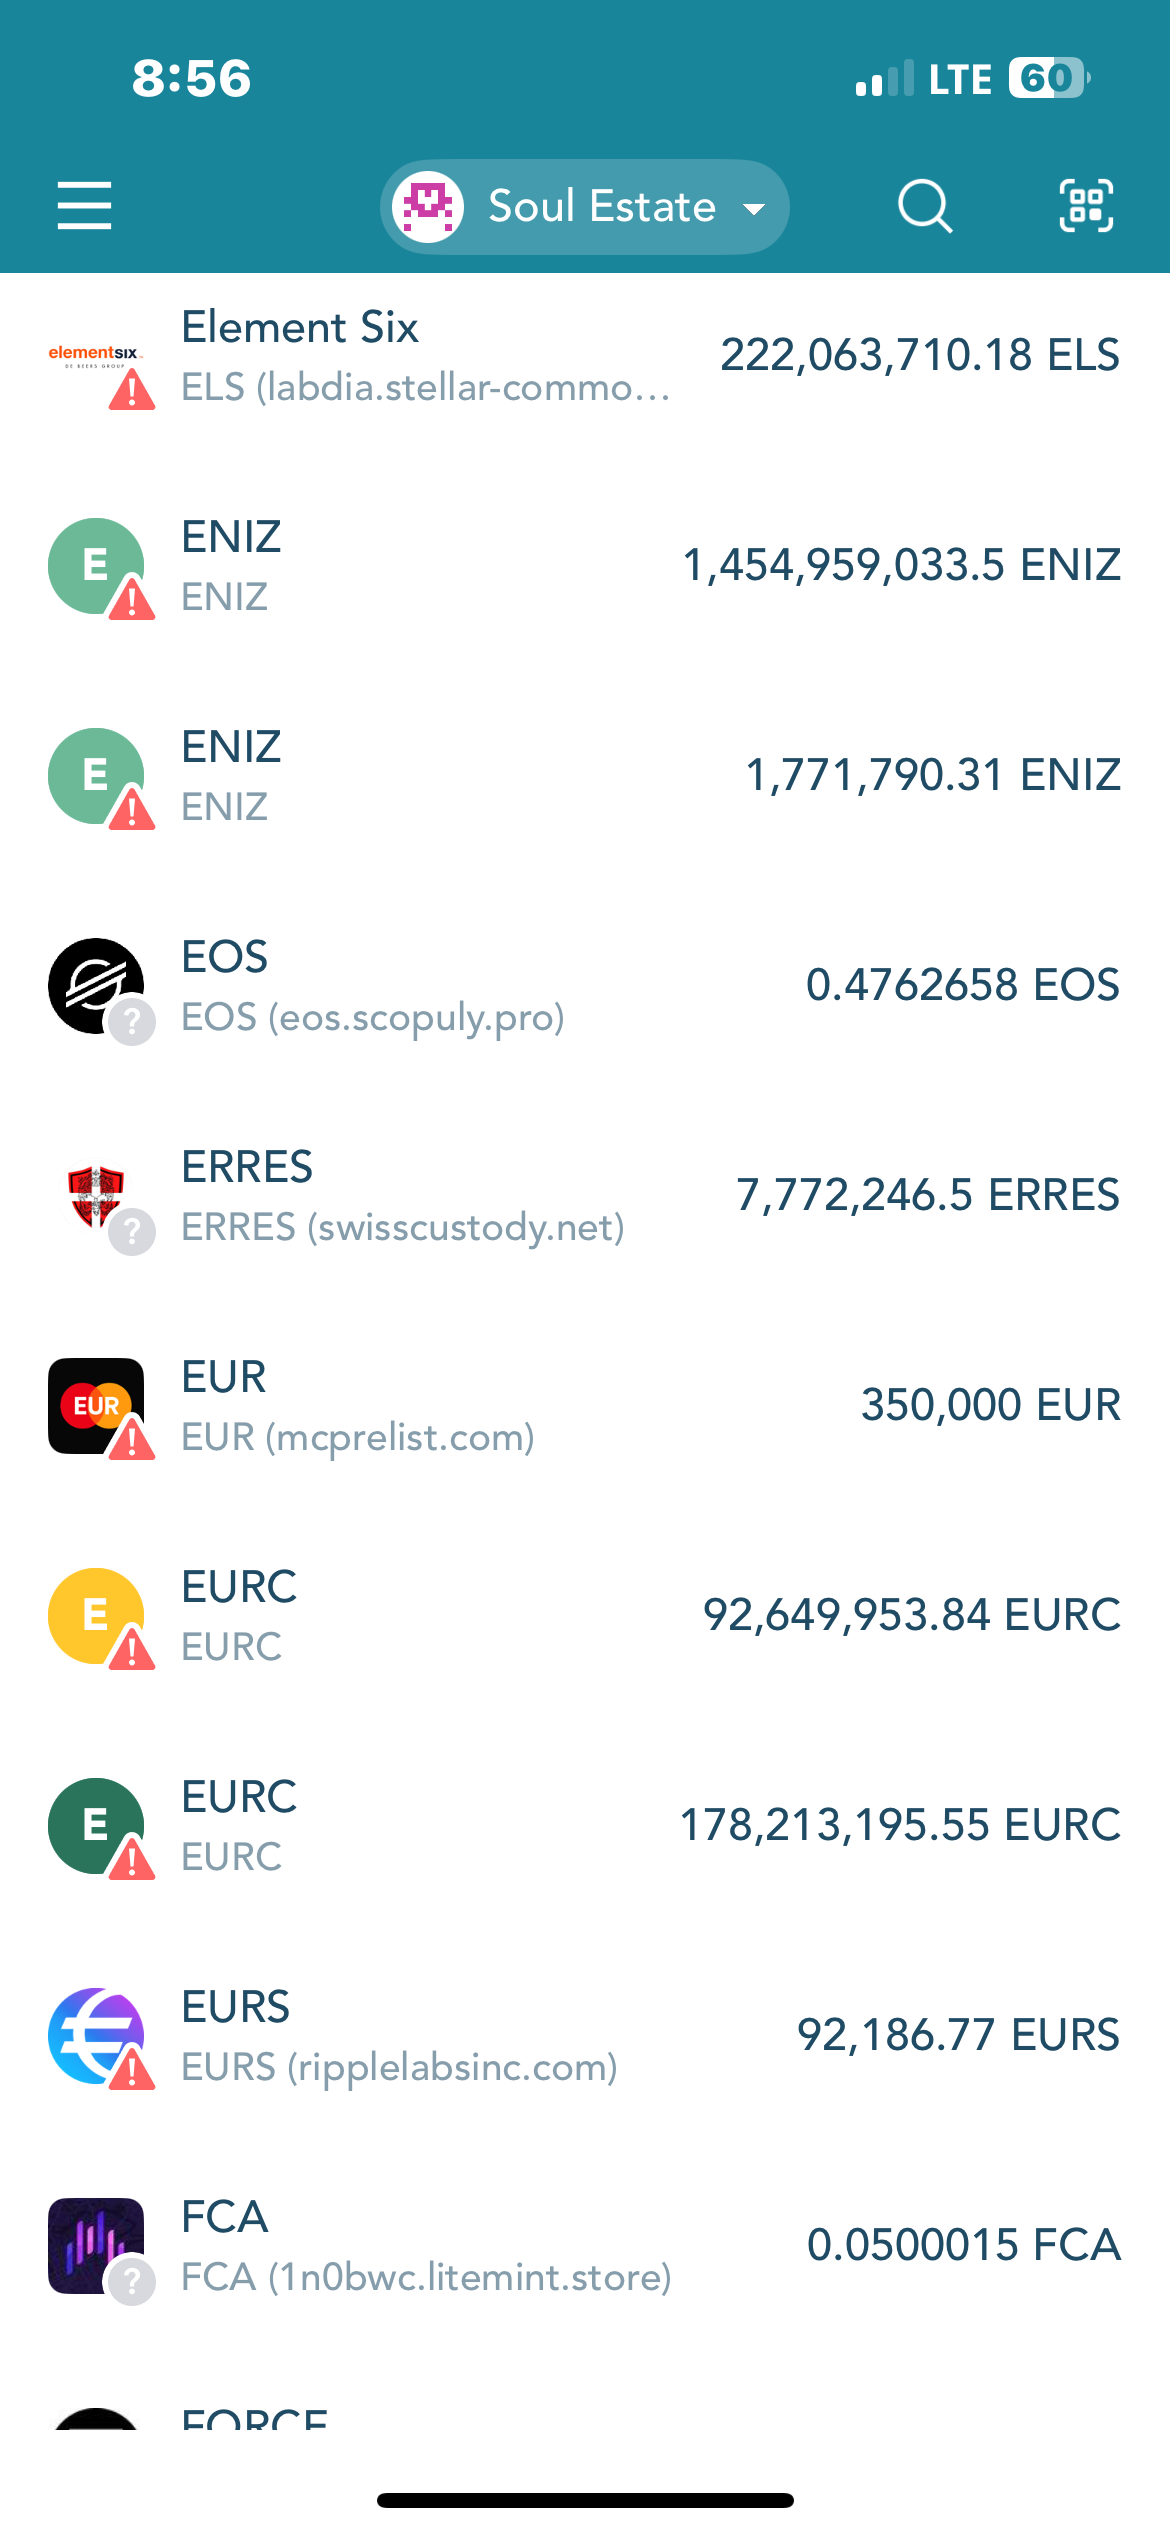 8:56
LTE 60
Soul Estate
elementsix
DE BEERS GROUP
Element Six
222,063,710.18 ELS
ELS (labdia.stellar-commo...
E
ENIZ
1,454,959,033.5 ENIZ
ENIZ
E
ENIZ
1,771,790.31 ENIZ
ENIZ
EOS
0.4762658 EOS
?
EOS (eos.scopuly.pro)
ERRES
7,772,246.5 ERRES
?
ERRES (swisscustody.net)
EUR
EUR
350,000 EUR
EUR (mcprelist.com)
E
EURC
92,649,953.84 EURC
EURC
E
EURC
178,213,195.55 EURC
EURC
EURS
92,186.77 EURS
EURS (ripplelabsinc.com)
FCA
0.0500015 FCA
?
FCA (1n0bwc.litemint.store)
FORCE